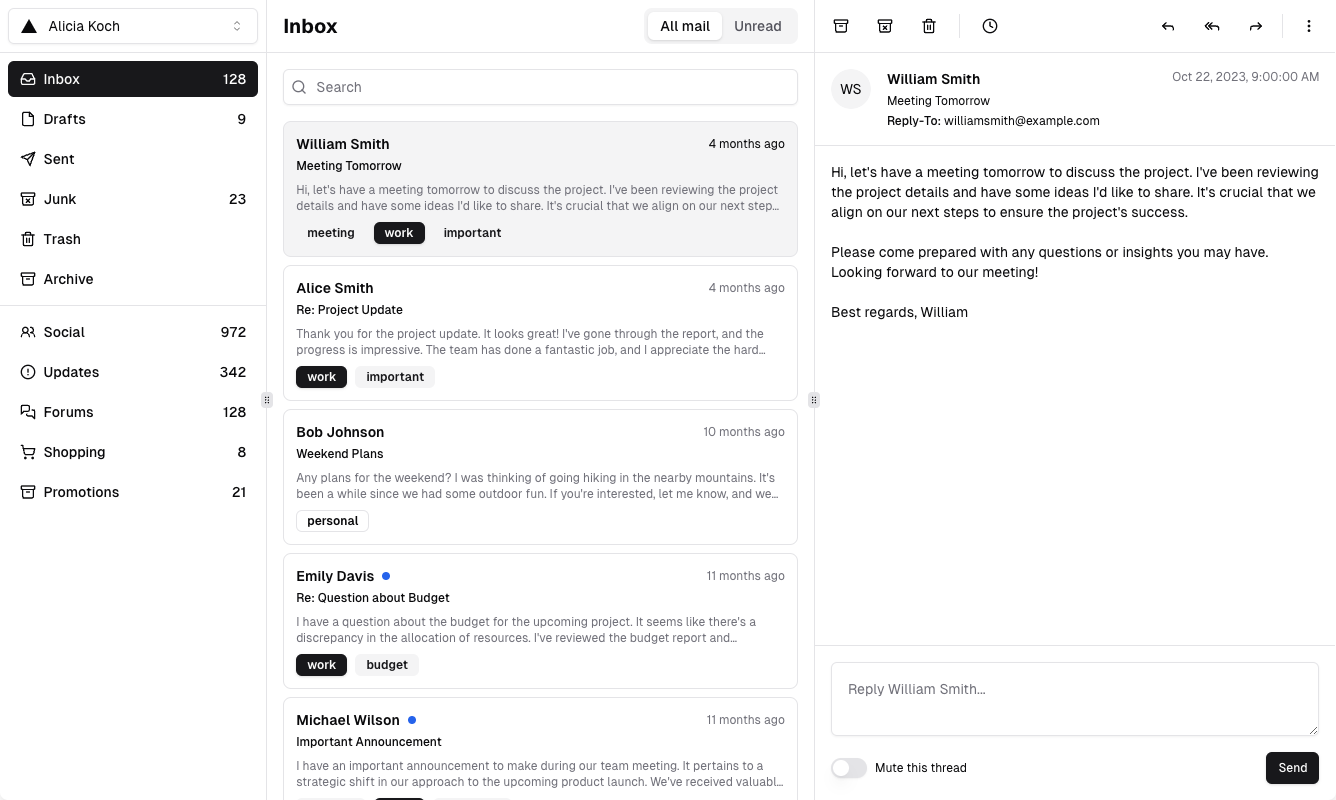 Alicia Koch
Inbox 128
Drafts 9
Sent
Junk 23
Trash
Archive
Social 972
Updates 342
Forums 128
Shopping 8
Promotions 21
Inbox
All mail Unread
Search
William Smith 4 months ago
Meeting Tomorrow
Hi, let's have a meeting tomorrow to discuss the project. I've been reviewing the project
details and have some ideas I'd like to share. It's crucial that we align on our next step...
meeting work important
Alice Smith 4 months ago
Re: Project Update
Thank you for the project update. It looks great! I've gone through the report, and the
progress is impressive. The team has done a fantastic job, and I appreciate the hard...
work important
Bob Johnson 10 months ago
Weekend Plans
Any plans for the weekend? I was thinking of going hiking in the nearby mountains. It's
been a while since we had some outdoor fun. If you're interested, let me know, and we...
personal
Emily Davis 11 months ago
Re: Question about Budget
I have a question about the budget for the upcoming project. It seems like there's a
discrepancy in the allocation of resources. I've reviewed the budget report and...
work budget
Michael Wilson 11 months ago
Important Announcement
I have an important announcement to make during our team meeting. It pertains to a
strategic shift in our approach to the upcoming product launch. We've received valuabl...
WS
William Smith Oct 22, 2023, 9:00:00 AM
Meeting Tomorrow
Reply-To: williamsmith@example.com
Hi, let's have a meeting tomorrow to discuss the project. I've been reviewing
the project details and have some ideas I'd like to share. It's crucial that we
align on our next steps to ensure the project's success.
Please come prepared with any questions or insights you may have.
Looking forward to our meeting!
Best regards, William
Reply William Smith...
Mute this thread Send